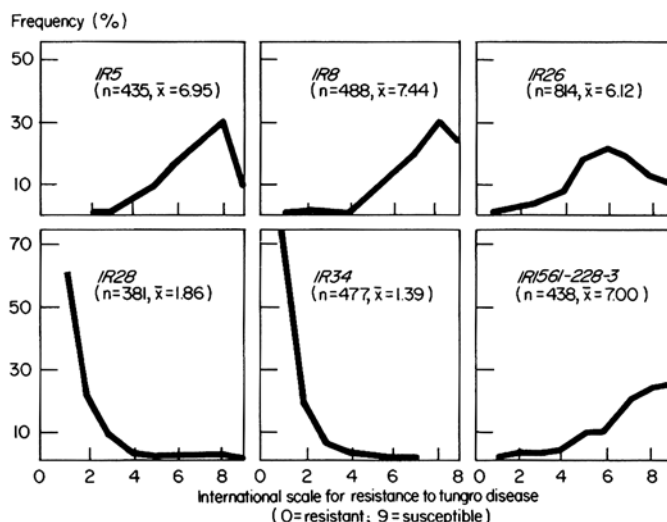 Frequency (%)
50
30
10
IR5
(n=435, x̄=6.95)
IR8
(n=488, x̄=7.44)
IR26
(n=814, x̄=6.12)
70
50
30
10
IR28
(n=381, x̄=1.86)
IR34
(n=477, x̄=1.39)
IR1561-228-3
(n=438, x̄=7.00)
0 2 4 6 8 0 2 4 6 8 0 2 4 6 8
International scale for resistance to tungro disease
(0=resistant; 9=susceptible)